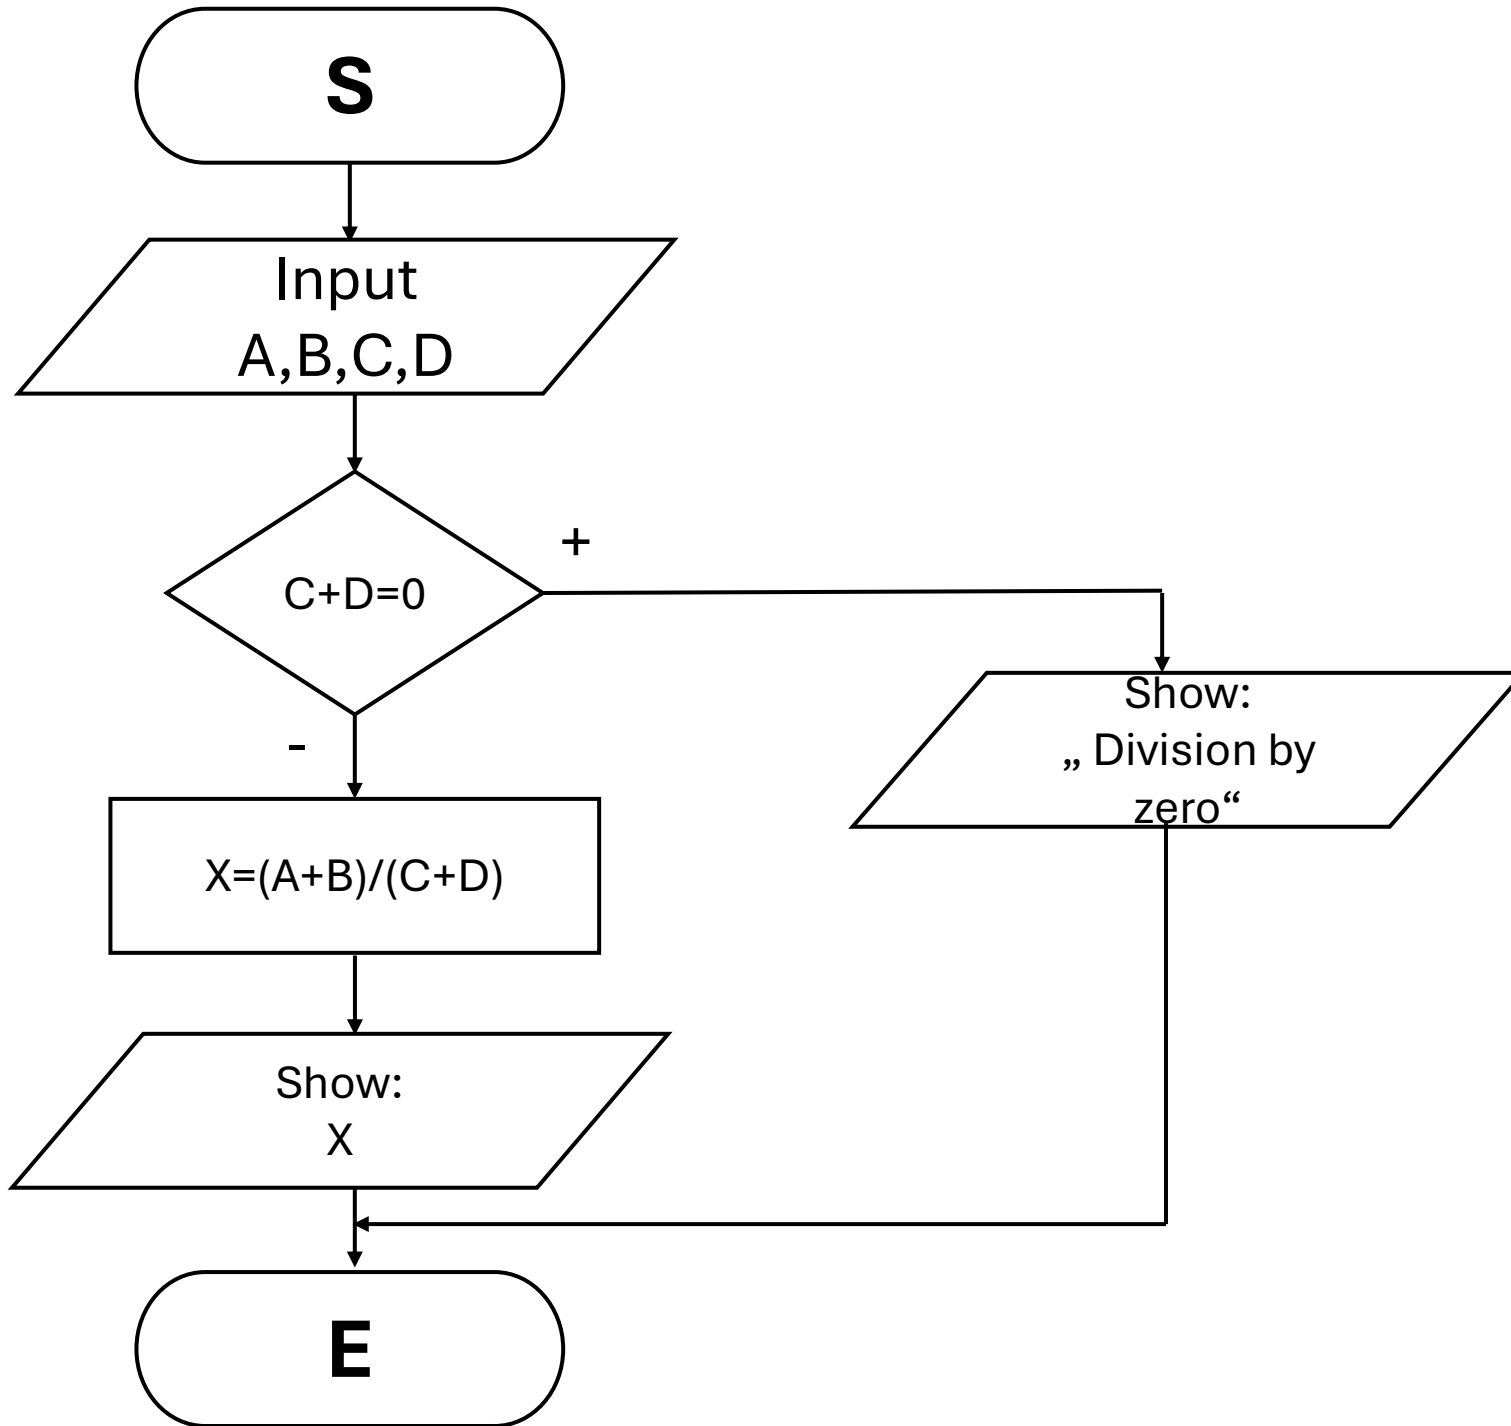 S
Input
A,B,C,D
+
C+D=0
-
Show:
„ Division by
zero“
X=(A+B)/(C+D)
Show:
X
E